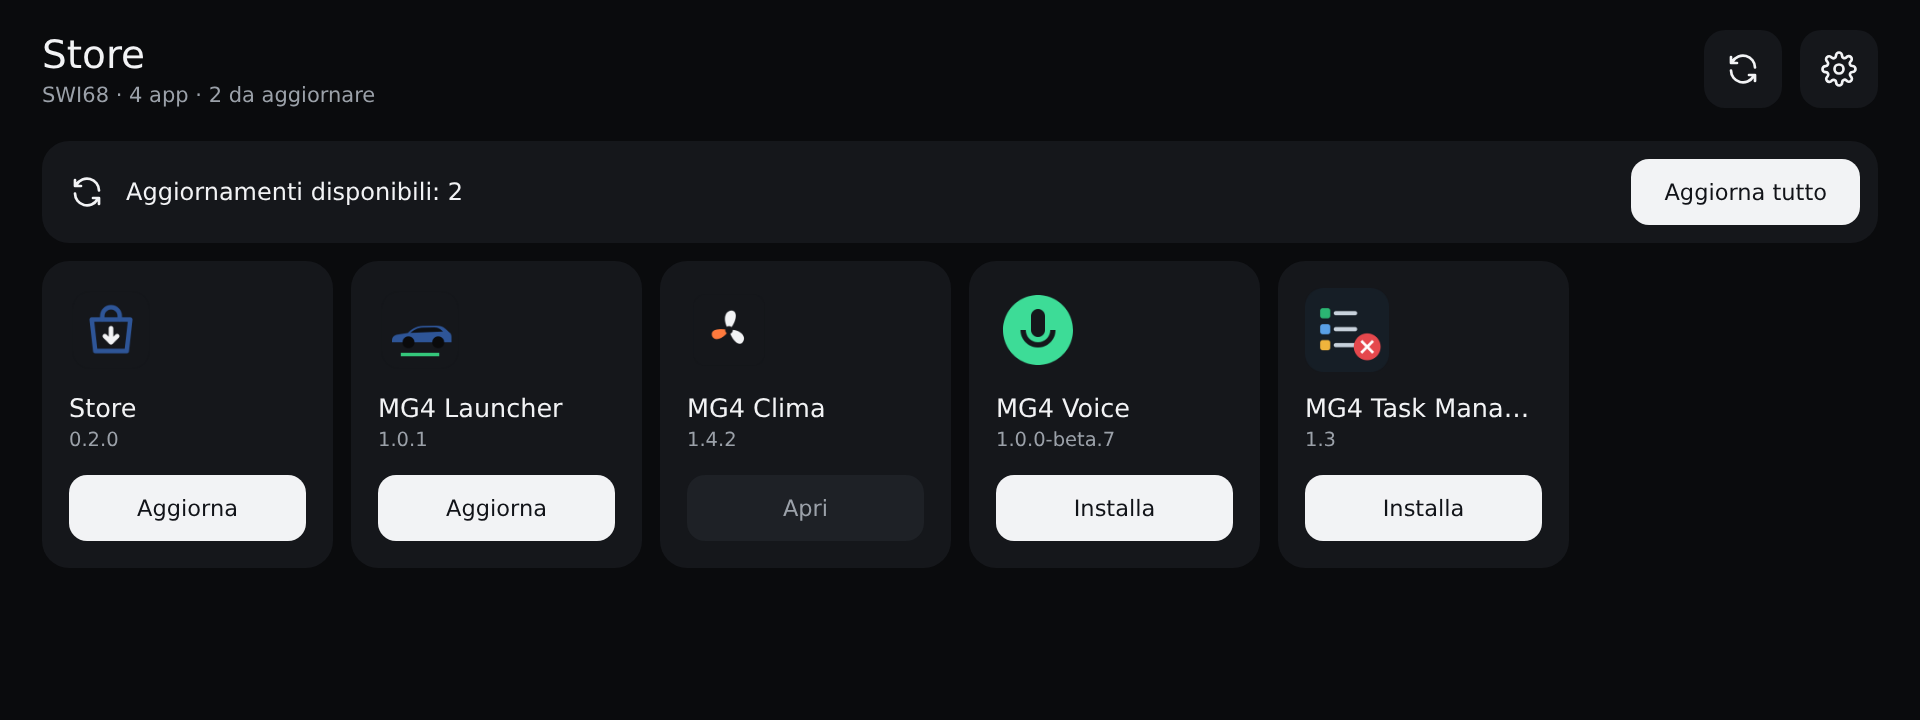 Store
SWI68 · 4 app · 2 da aggiornare
Aggiornamenti disponibili: 2
Aggiorna tutto
Store
0.2.0
Aggiorna
MG4 Launcher
1.0.1
Aggiorna
MG4 Clima
1.4.2
Apri
MG4 Voice
1.0.0-beta.7
Installa
MG4 Task Mana...
1.3
Installa